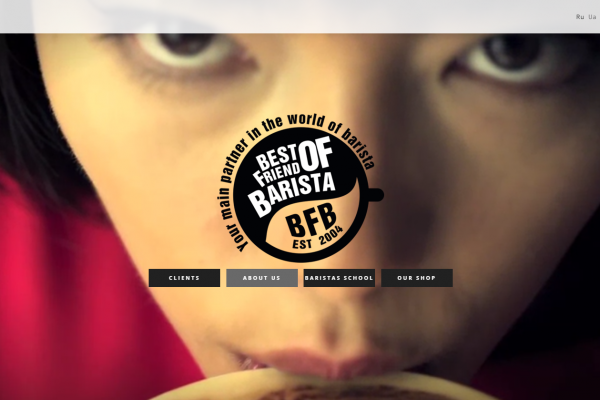 Ru Ua
Your main partner in the world of barista
BEST OF
FRIEND
BARISTA
BFB
EST 2004
CLIENTS
ABOUT US
BARISTAS SCHOOL
OUR SHOP